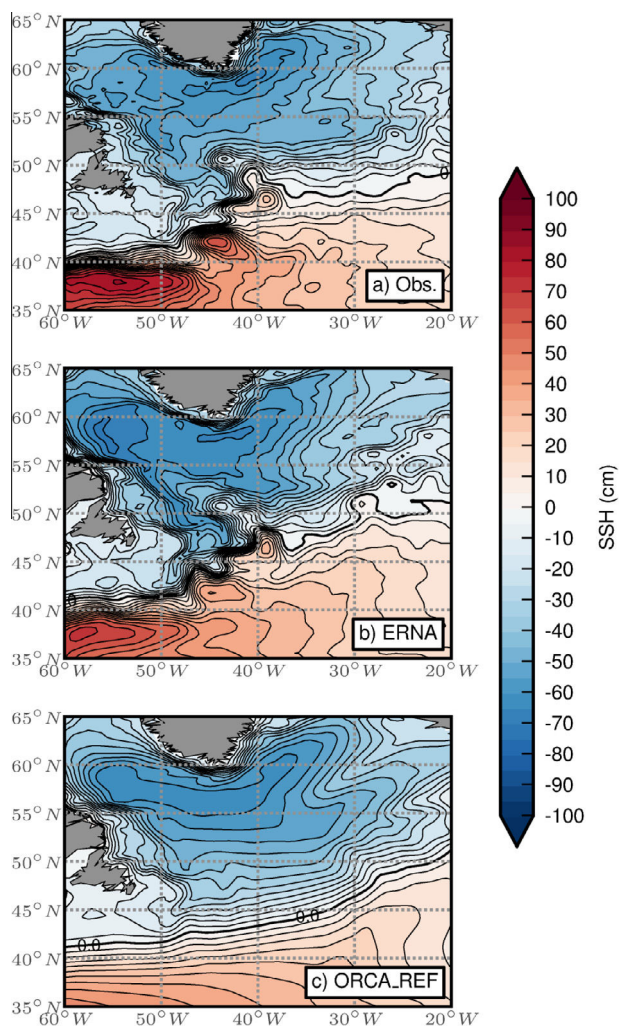 65° N
60° N
55° N
50° N
45° N
40° N
35° N
60° W
50° W
40° W
30° W
20° W
0
a) Obs.
65° N
60° N
55° N
50° N
45° N
40° N
35° N
60° W
50° W
40° W
30° W
20° W
b) ERNA
65° N
60° N
55° N
50° N
45° N
40° N
35° N
60° W
50° W
40° W
30° W
20° W
0.0
0.0
c) ORCA_REF
100
90
80
70
60
50
40
30
20
10
0
-10
-20
-30
-40
-50
-60
-70
-80
-90
-100
SSH (cm)